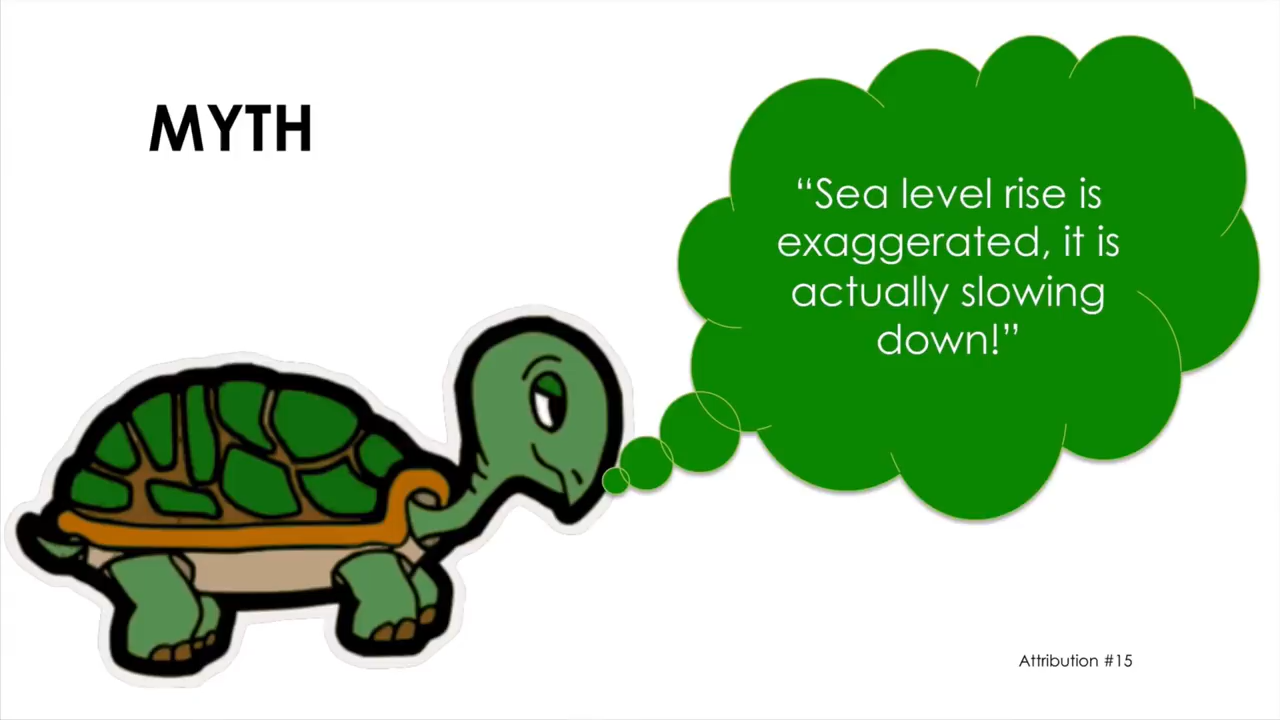 MYTH
“Sea level rise is
exaggerated, it is
actually slowing
down!”
Attribution #15